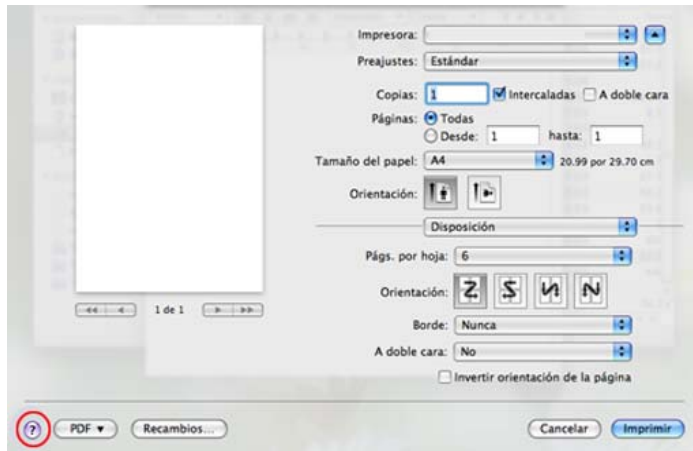 Impresora:
Preajustes: Estándar
Copias: 1 Intercaladas A doble cara
Páginas: Todas
Desde: 1 hasta: 1
Tamaño del papel: A4 20.99 por 29.70 cm
Orientación:
Disposición
Págs. por hoja: 6
Orientación:
1 de 1
Borde: Nunca
A doble cara: No
Invertir orientación de la página
? PDF Recambios... Cancelar Imprimir